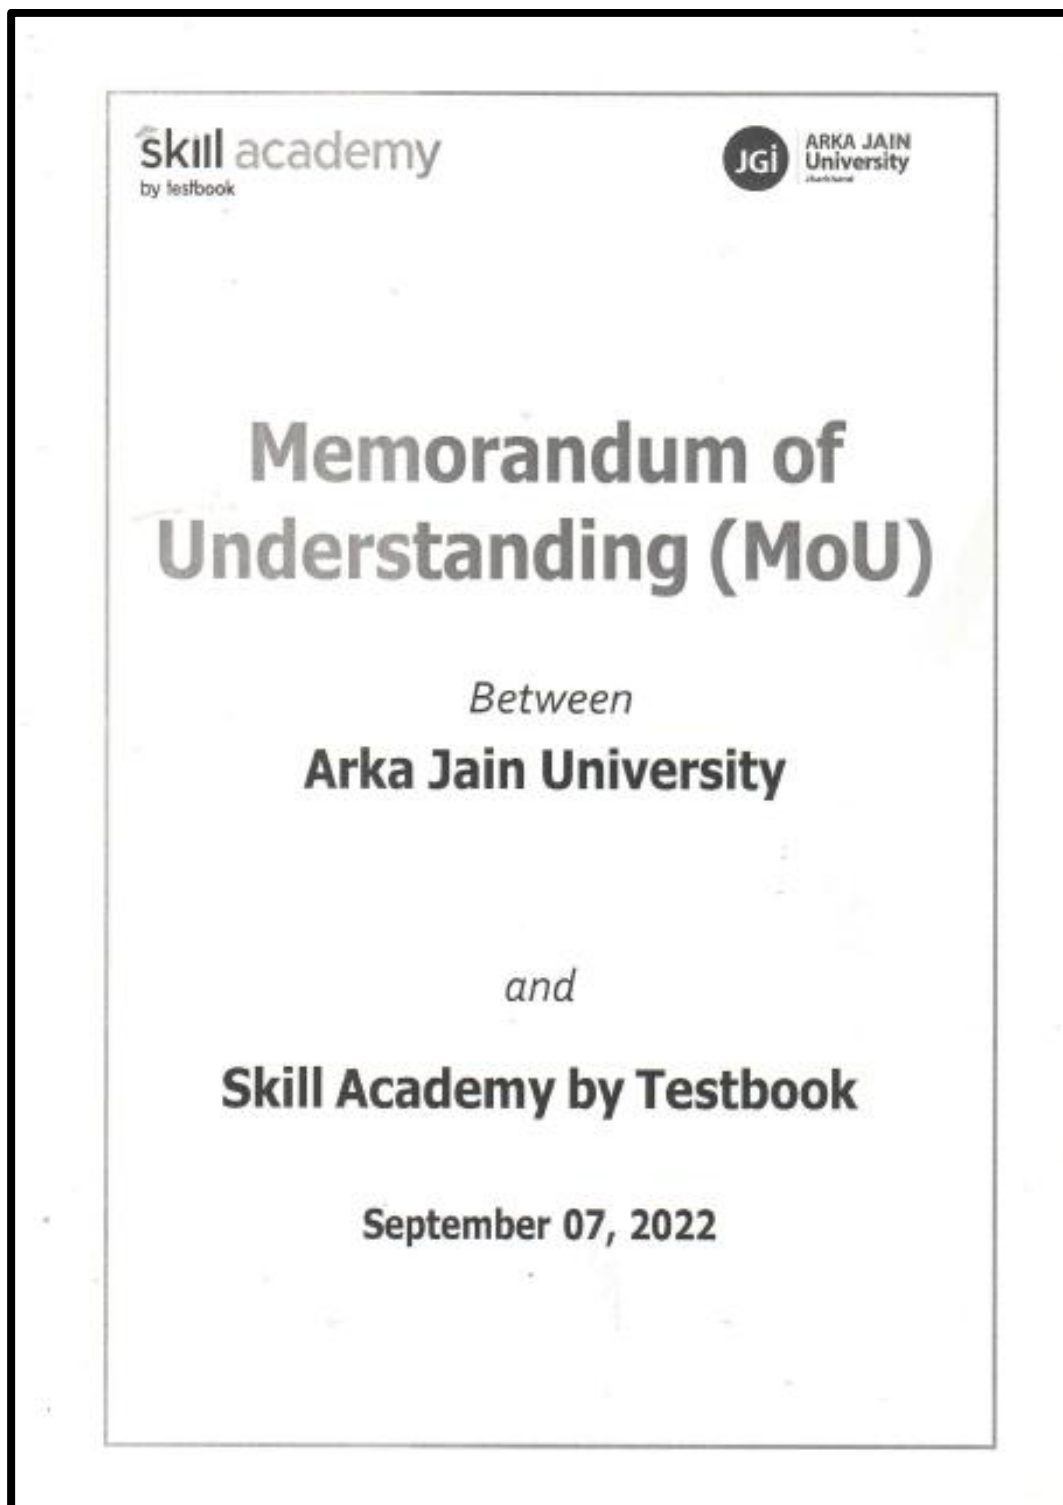 skill academy
by testbook
JGi
ARKA JAIN
University
Jharkhand
Memorandum of
Understanding (MoU)
Between
Arka Jain University
and
Skill Academy by Testbook
September 07, 2022